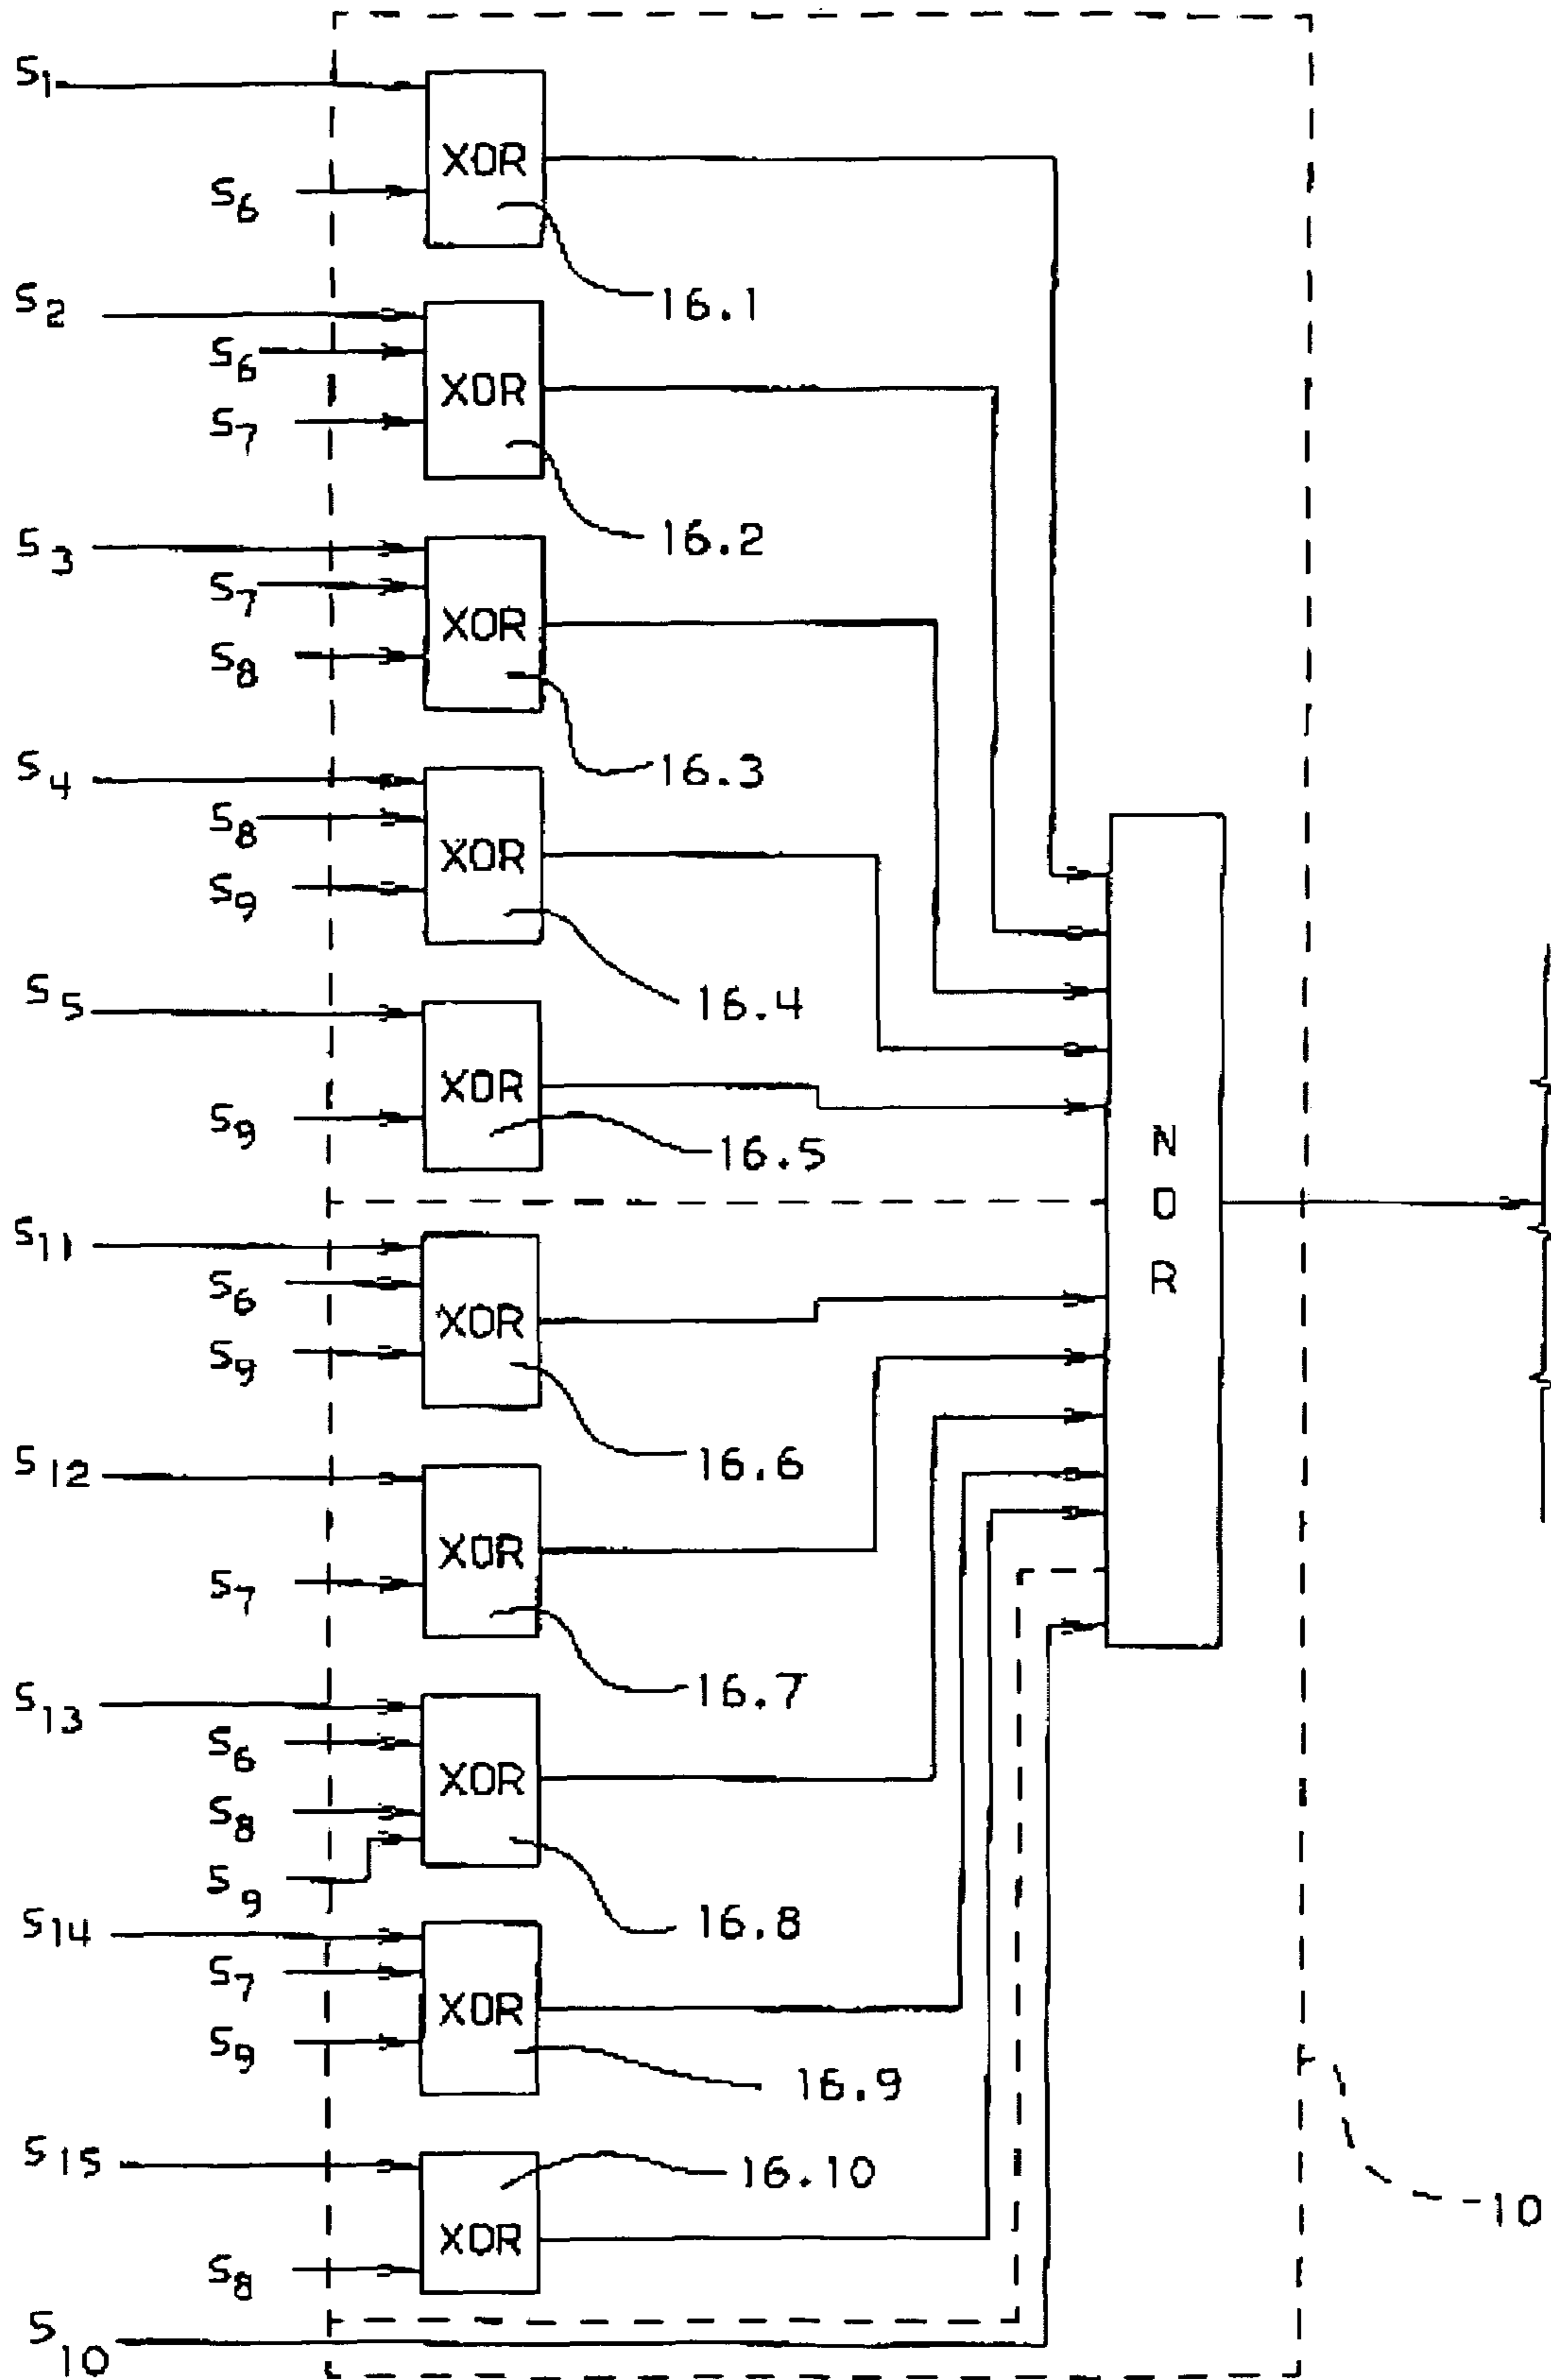 S1
XOR
S6
16.1
S2
S6
XOR
S7
16.2
S3
S7
XOR
S8
16.3
S4
S8
XOR
S9
16.4
S5
XOR
S9
16.5
N
O
R
S11
S6
XOR
S9
16.6
S12
XOR
S7
16.7
S13
S6
XOR
S8
S9
16.8
S14
S7
XOR
S9
16.9
S15
16.10
XOR
S8
10
S10